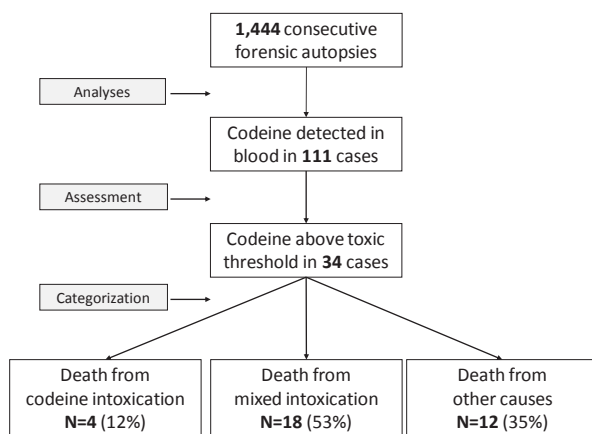 1,444 consecutive
forensic autopsies
Analyses
Codeine detected in
blood in 111 cases
Assessment
Codeine above toxic
threshold in 34 cases
Categorization
Death from
codeine intoxication
N=4 (12%)
Death from
mixed intoxication
N=18 (53%)
Death from
other causes
N=12 (35%)